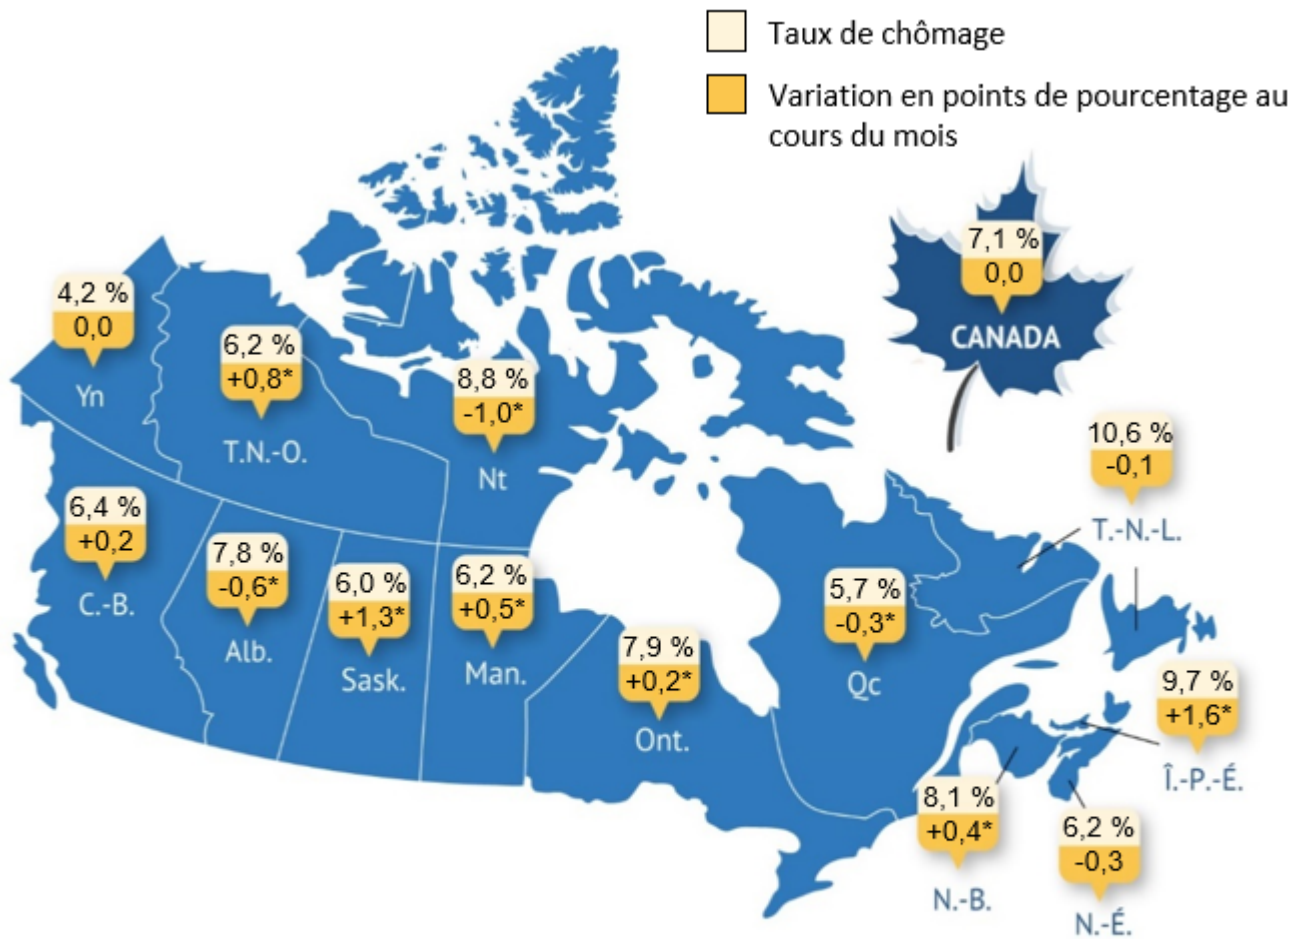 Taux de chômage
Variation en points de pourcentage au
cours du mois
7,1 %
0,0
CANADA
4,2 %
0,0
Yn
6,2 %
+0,8*
T.N.-O.
8,8 %
-1,0*
Nt
10,6 %
-0,1
T.-N.-L.
6,4 %
+0,2
C.-B.
7,8 %
-0,6*
Alb.
6,0 %
+1,3*
Sask.
6,2 %
+0,5*
Man.
7,9 %
+0,2*
Ont.
5,7 %
-0,3*
Qc
9,7 %
+1,6*
Î.-P.-É.
8,1 %
+0,4*
N.-B.
6,2 %
-0,3
N.-É.